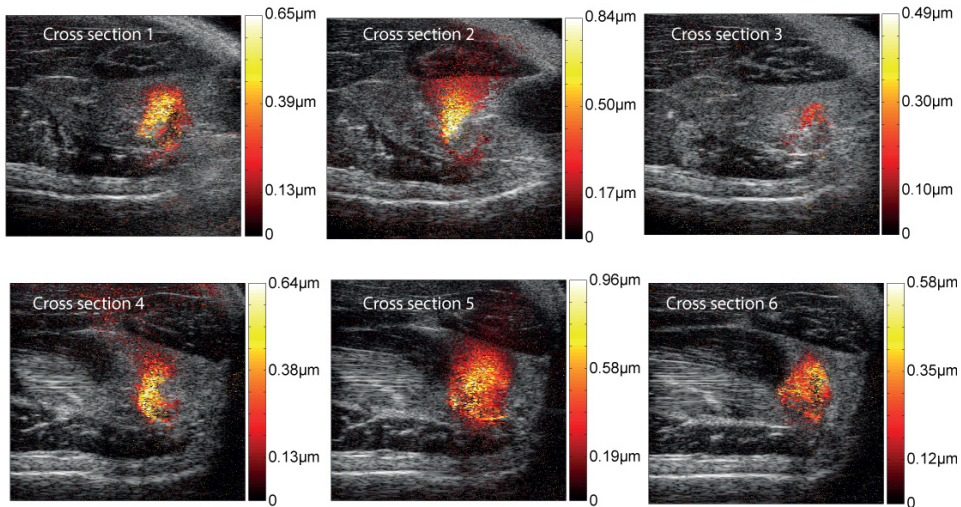 Cross section 1
0.65µm
0.39µm
0.13µm
0
Cross section 2
0.84µm
0.50µm
0.17µm
0
Cross section 3
0.49µm
0.30µm
0.10µm
0
Cross section 4
0.64µm
0.38µm
0.13µm
0
Cross section 5
0.96µm
0.58µm
0.19µm
0
Cross section 6
0.58µm
0.35µm
0.12µm
0